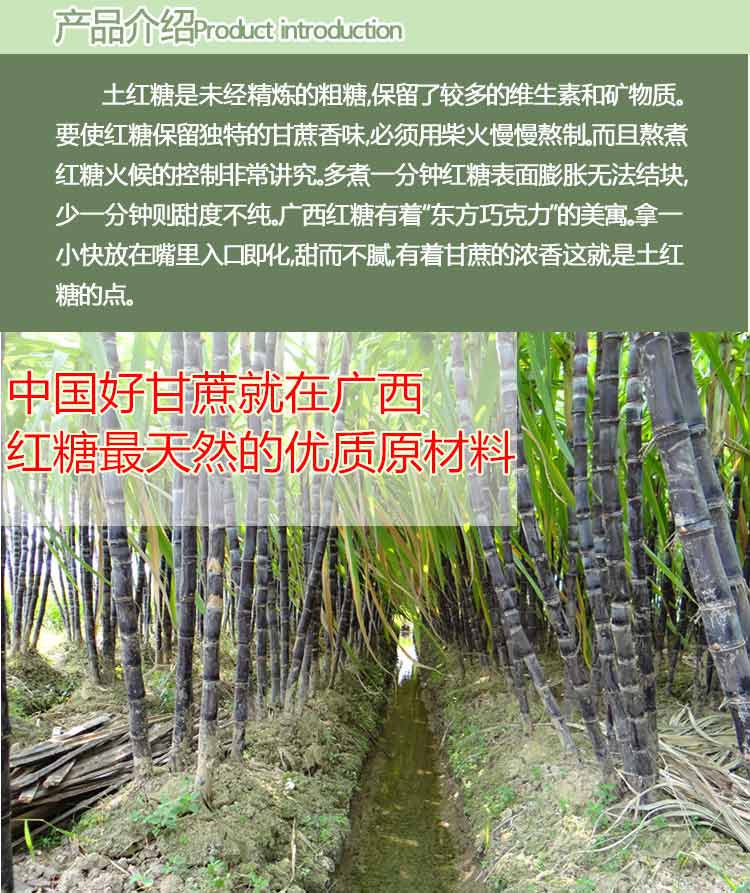 产品介绍Product introduction
土红糖是未经精炼的粗糖,保留了较多的维生素和矿物质。
要使红糖保留独特的甘蔗香味,必须用柴火慢慢熬制。而且熬煮
红糖火候的控制非常讲究。多煮一分钟红糖表面膨胀无法结块,
少一分钟则甜度不纯。广西红糖有着“东方巧克力”的美寓。拿一
小快放在嘴里入口即化,甜而不腻,有着甘蔗的浓香这就是土红
糖的点。
中国好甘蔗就在广西
红糖最天然的优质原材料